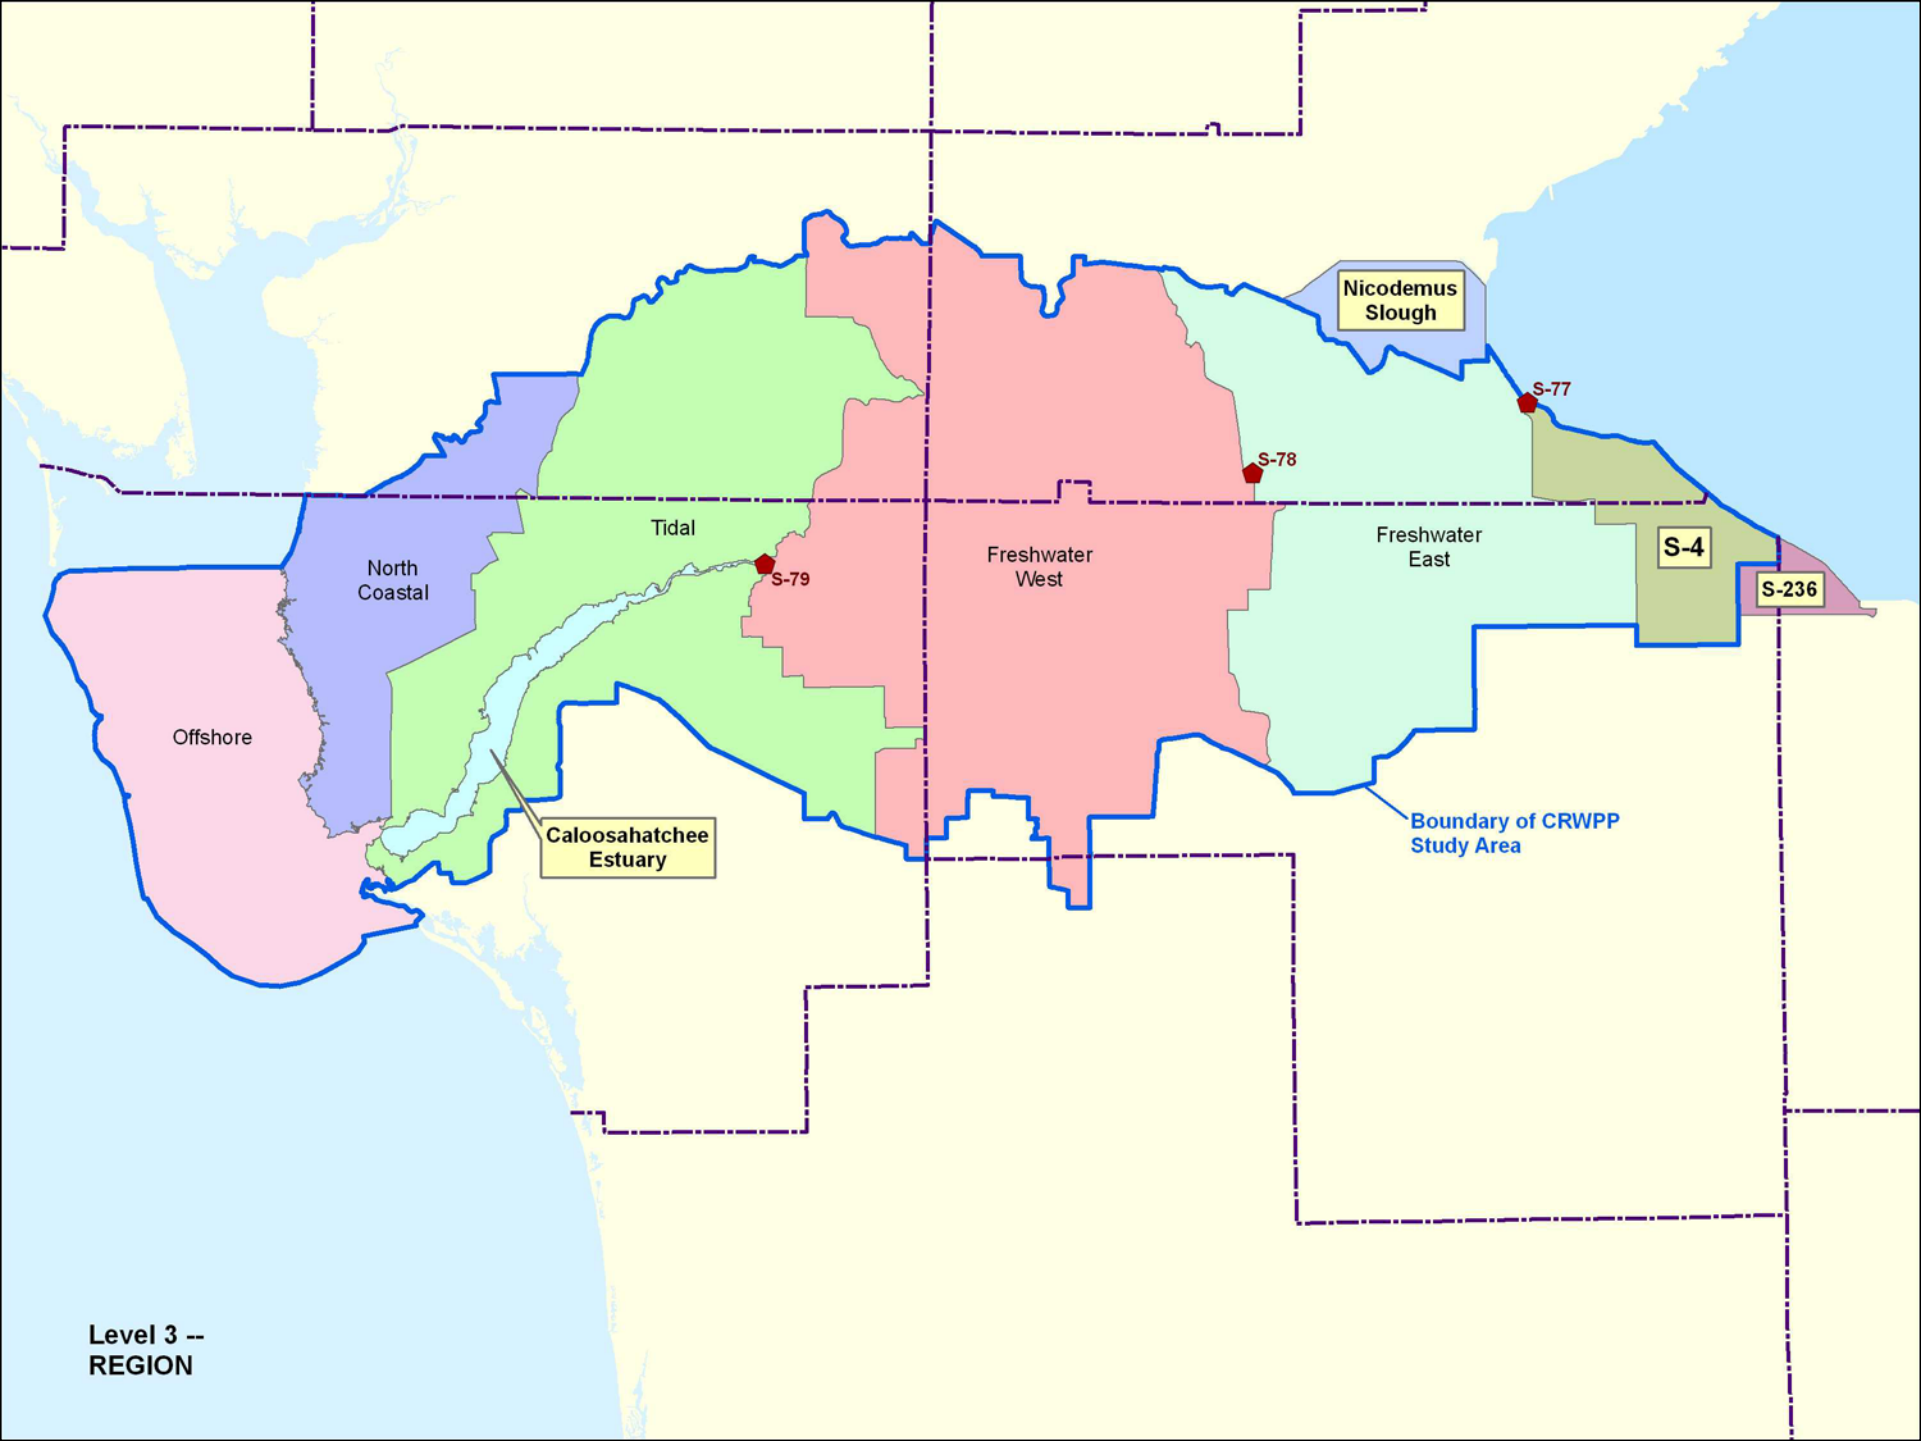 Nicodemus
Slough
S-77
S-78
Tidal
North
Coastal
S-79
Freshwater
West
Freshwater
East
S-4
S-236
Offshore
Caloosahatchee
Estuary
Boundary of CRWPP
Study Area
Level 3 --
REGION